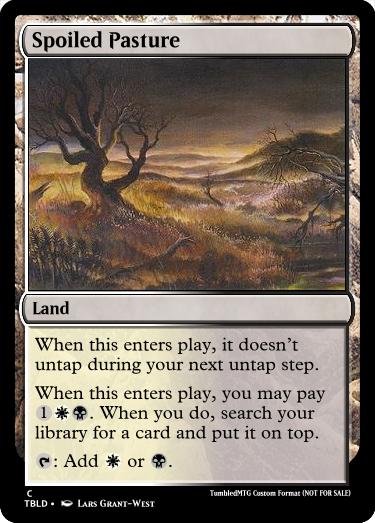 Spoiled Pasture
Land
When this enters play, it doesn't
untap during your next untap step.
When this enters play, you may pay
1 . When you do, search your
library for a card and put it on top.
: Add or .
C
TBLD • Lars Grant-West
TumbledMTG Custom Format (NOT FOR SALE)